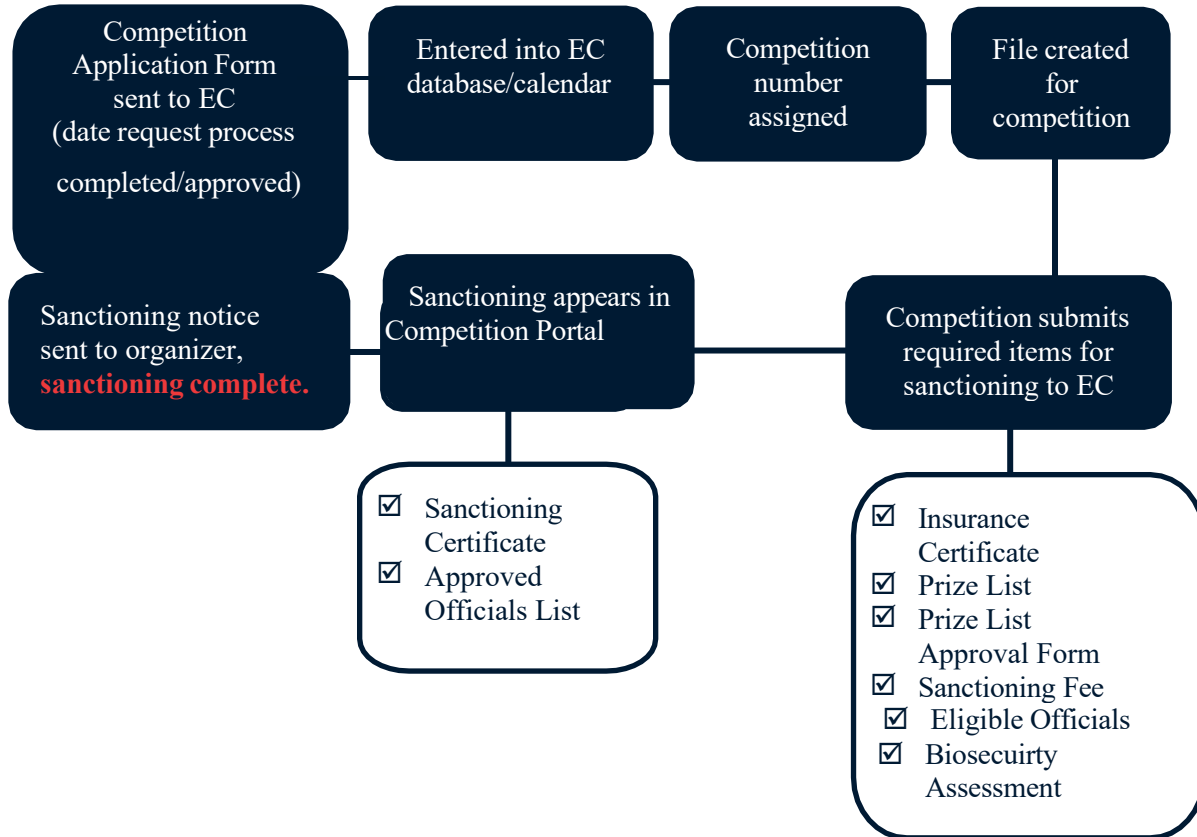 Competition
Application Form
sent to EC
(date request process
completed/approved)
Entered into EC
database/calendar
Competition
number
assigned
File created
for
competition
Sanctioning notice
sent to organizer,
sanctioning complete.
Sanctioning appears in
Competition Portal
Competition submits
required items for
sanctioning to EC
☑ Sanctioning
Certificate
☑ Approved
Officials List
☑ Insurance
Certificate
☑ Prize List
☑ Prize List
Approval Form
☑ Sanctioning Fee
☑ Eligible Officials
☑ Biosecuirty
Assessment